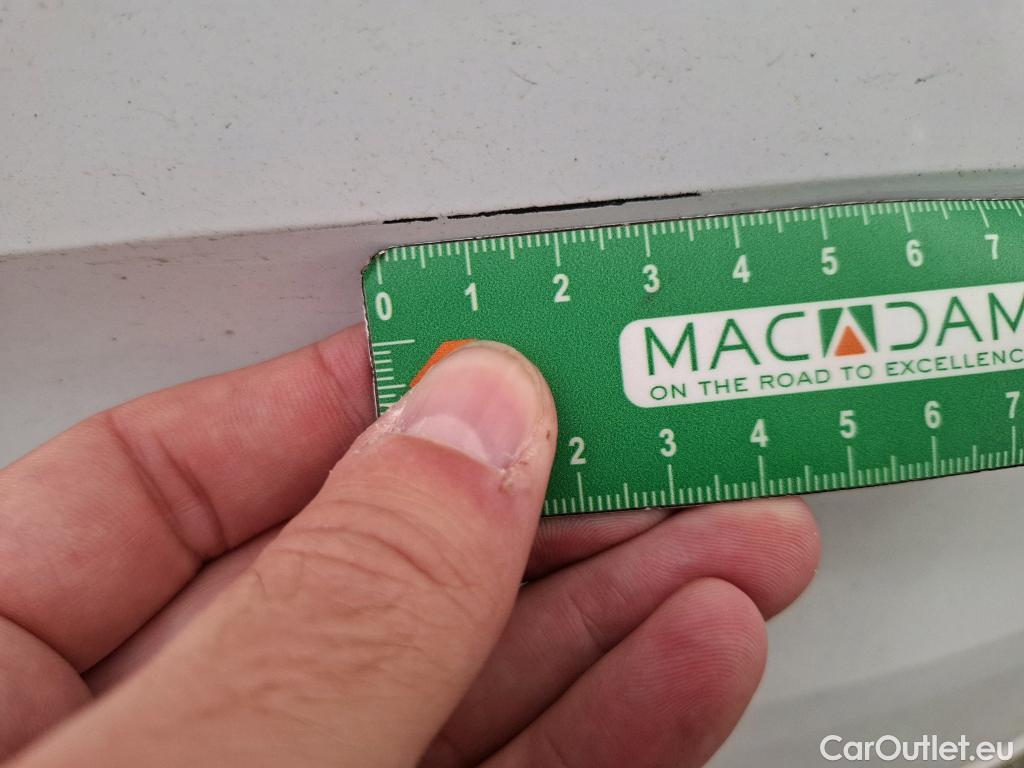 0 1 2 3 4 5 6 7
MACADAM
ON THE ROAD TO EXCELLENC
2 3 4 5 6 7
CarOutlet.eu